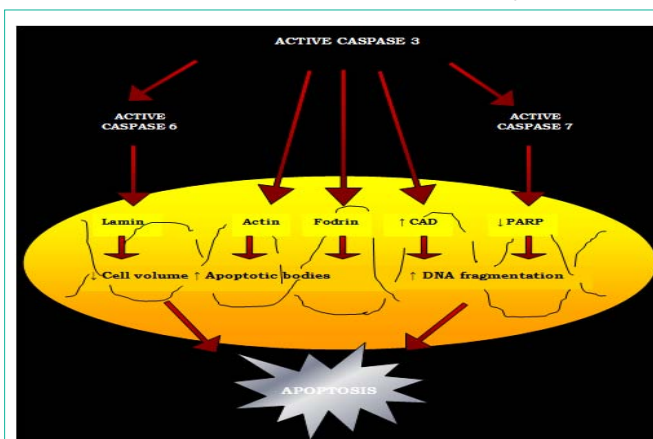 ACTIVE CASPASE 3
ACTIVE
CASPASE 6
ACTIVE
CASPASE 7
Lamin
Actin
Fodrin
↑ CAD
↓ PARP
↓ Cell volume ↑ Apoptotic bodies
↑ DNA fragmentation
APOPTOSIS